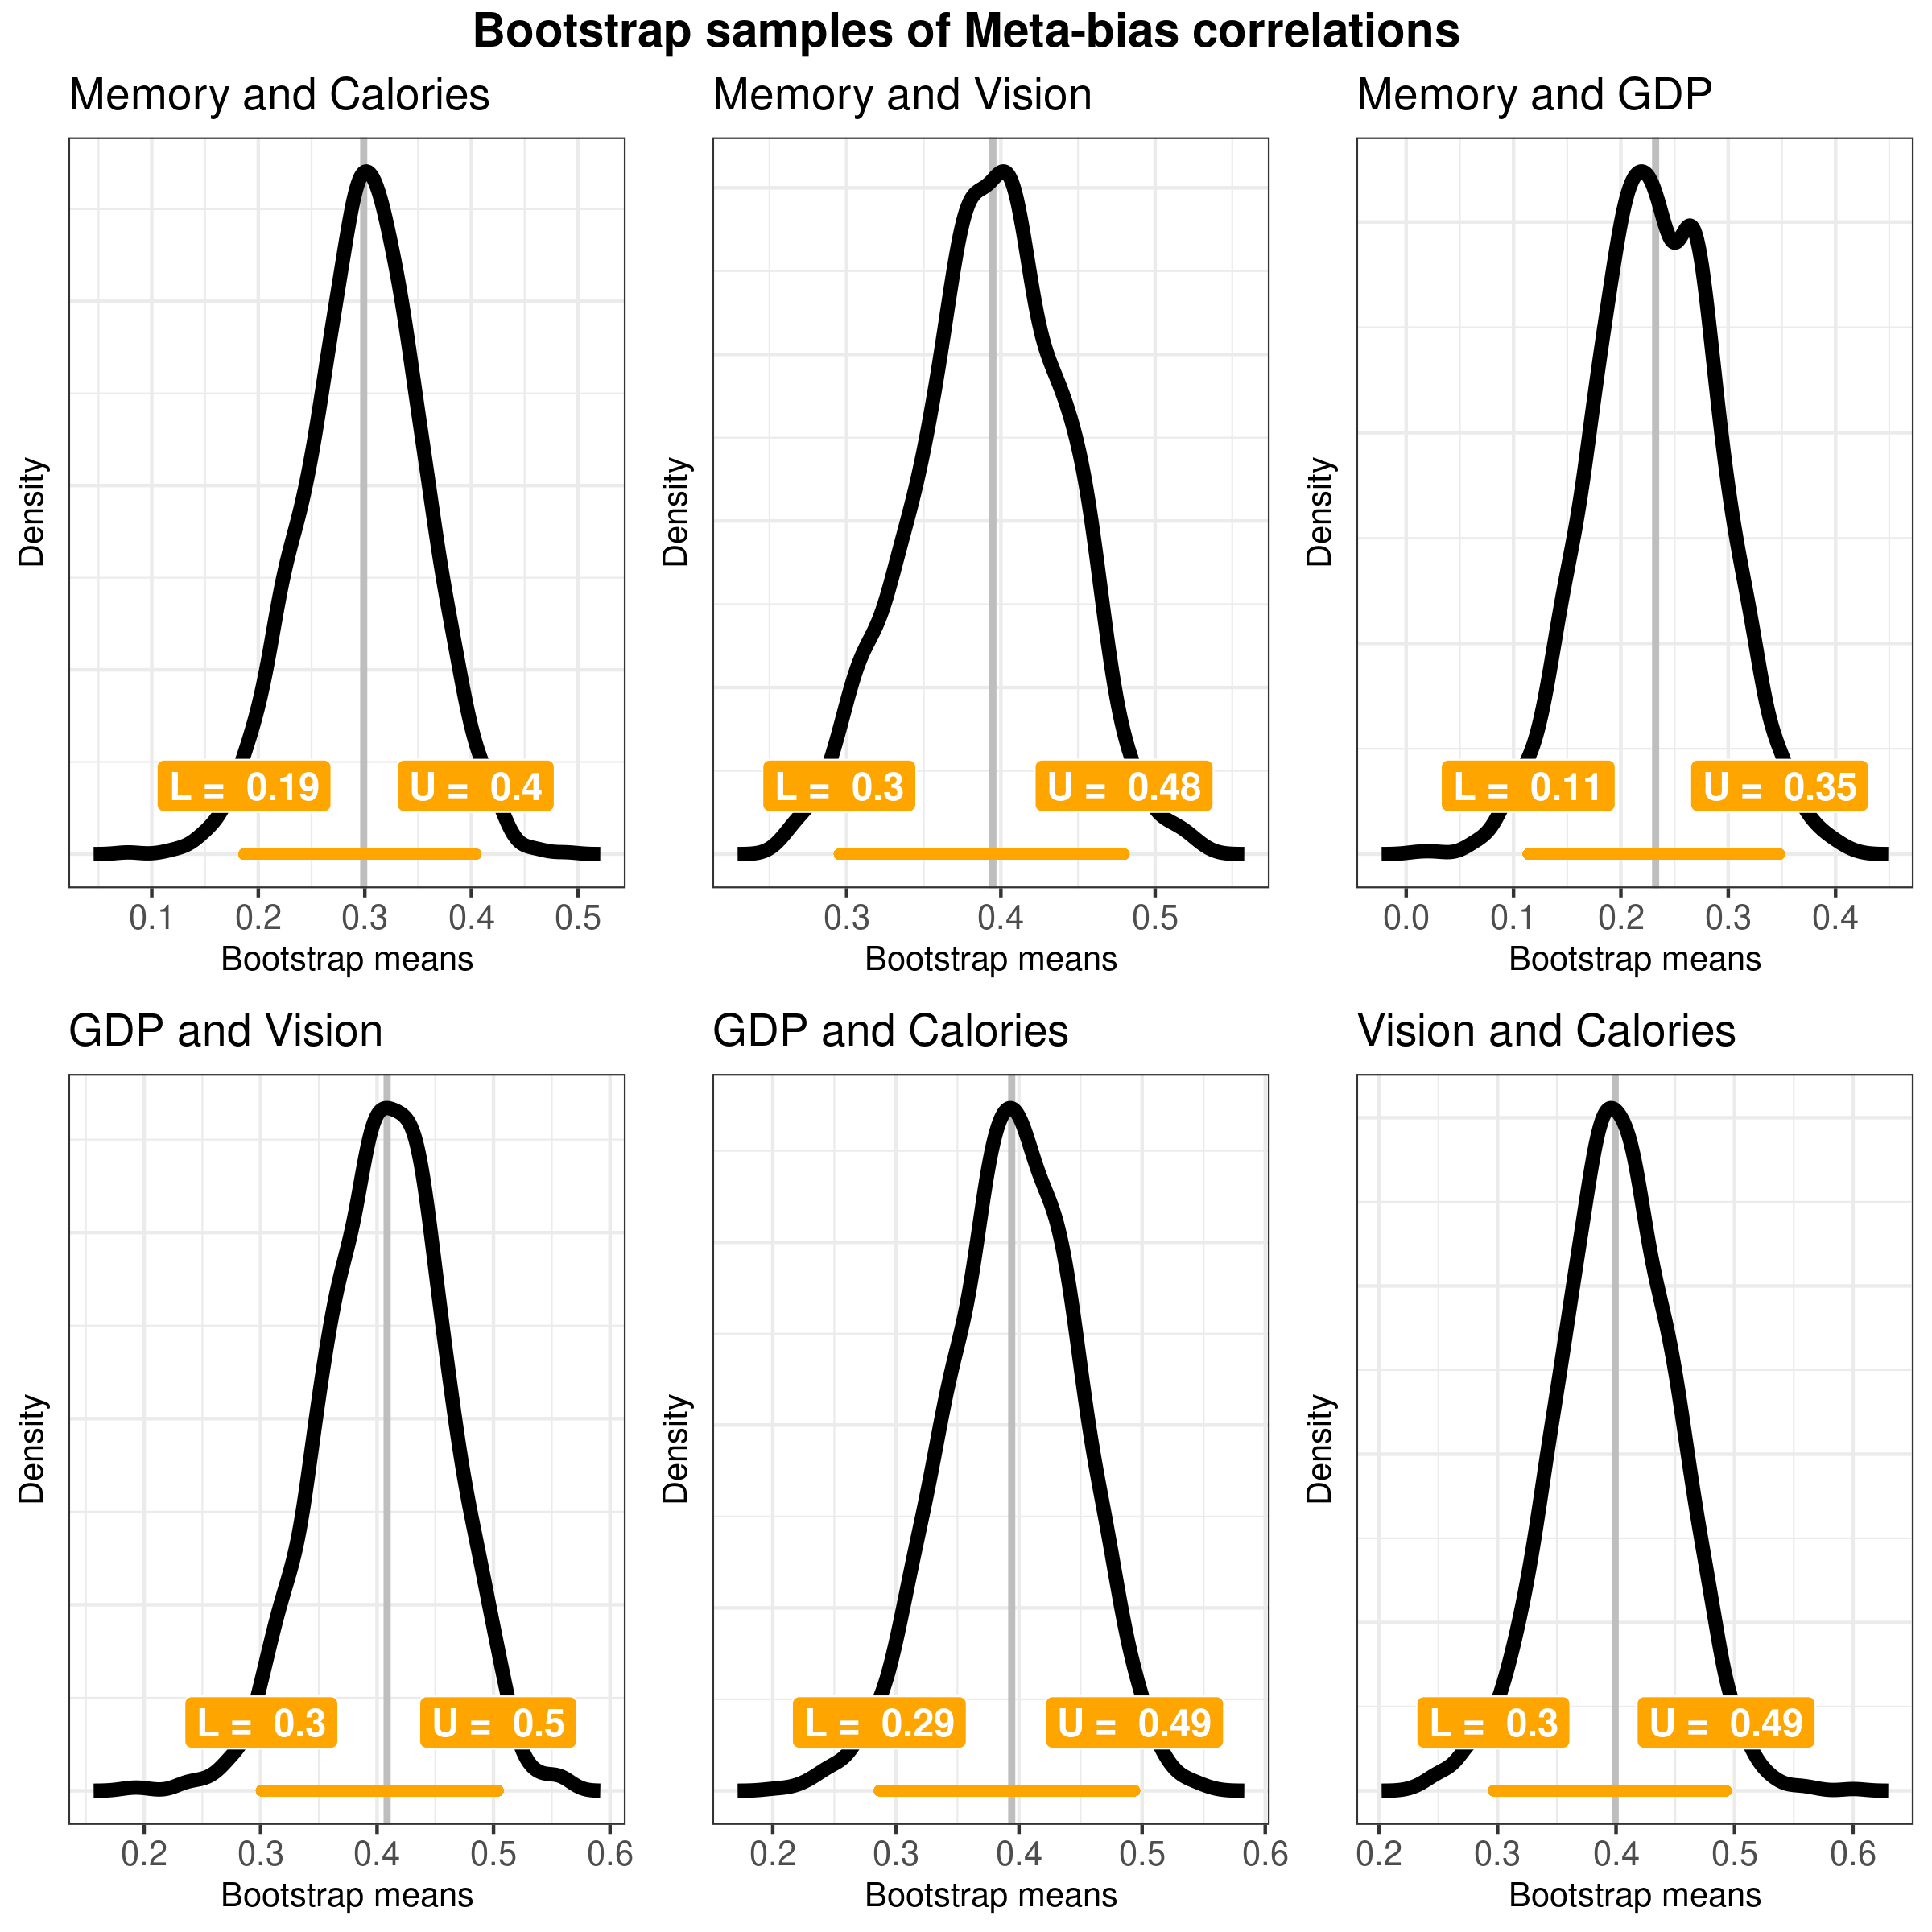 Bootstrap samples of Meta-bias correlations
Memory and Calories
Memory and Vision
Memory and GDP
Density
L = 0.19
U = 0.4
0.1 0.2 0.3 0.4 0.5
Bootstrap means
Density
L = 0.3
U = 0.48
0.3 0.4 0.5
Bootstrap means
Density
L = 0.11
U = 0.35
0.0 0.1 0.2 0.3 0.4
Bootstrap means
GDP and Vision
GDP and Calories
Vision and Calories
Density
L = 0.3
U = 0.5
0.2 0.3 0.4 0.5 0.6
Bootstrap means
Density
L = 0.29
U = 0.49
0.2 0.3 0.4 0.5 0.6
Bootstrap means
Density
L = 0.3
U = 0.49
0.2 0.3 0.4 0.5 0.6
Bootstrap means